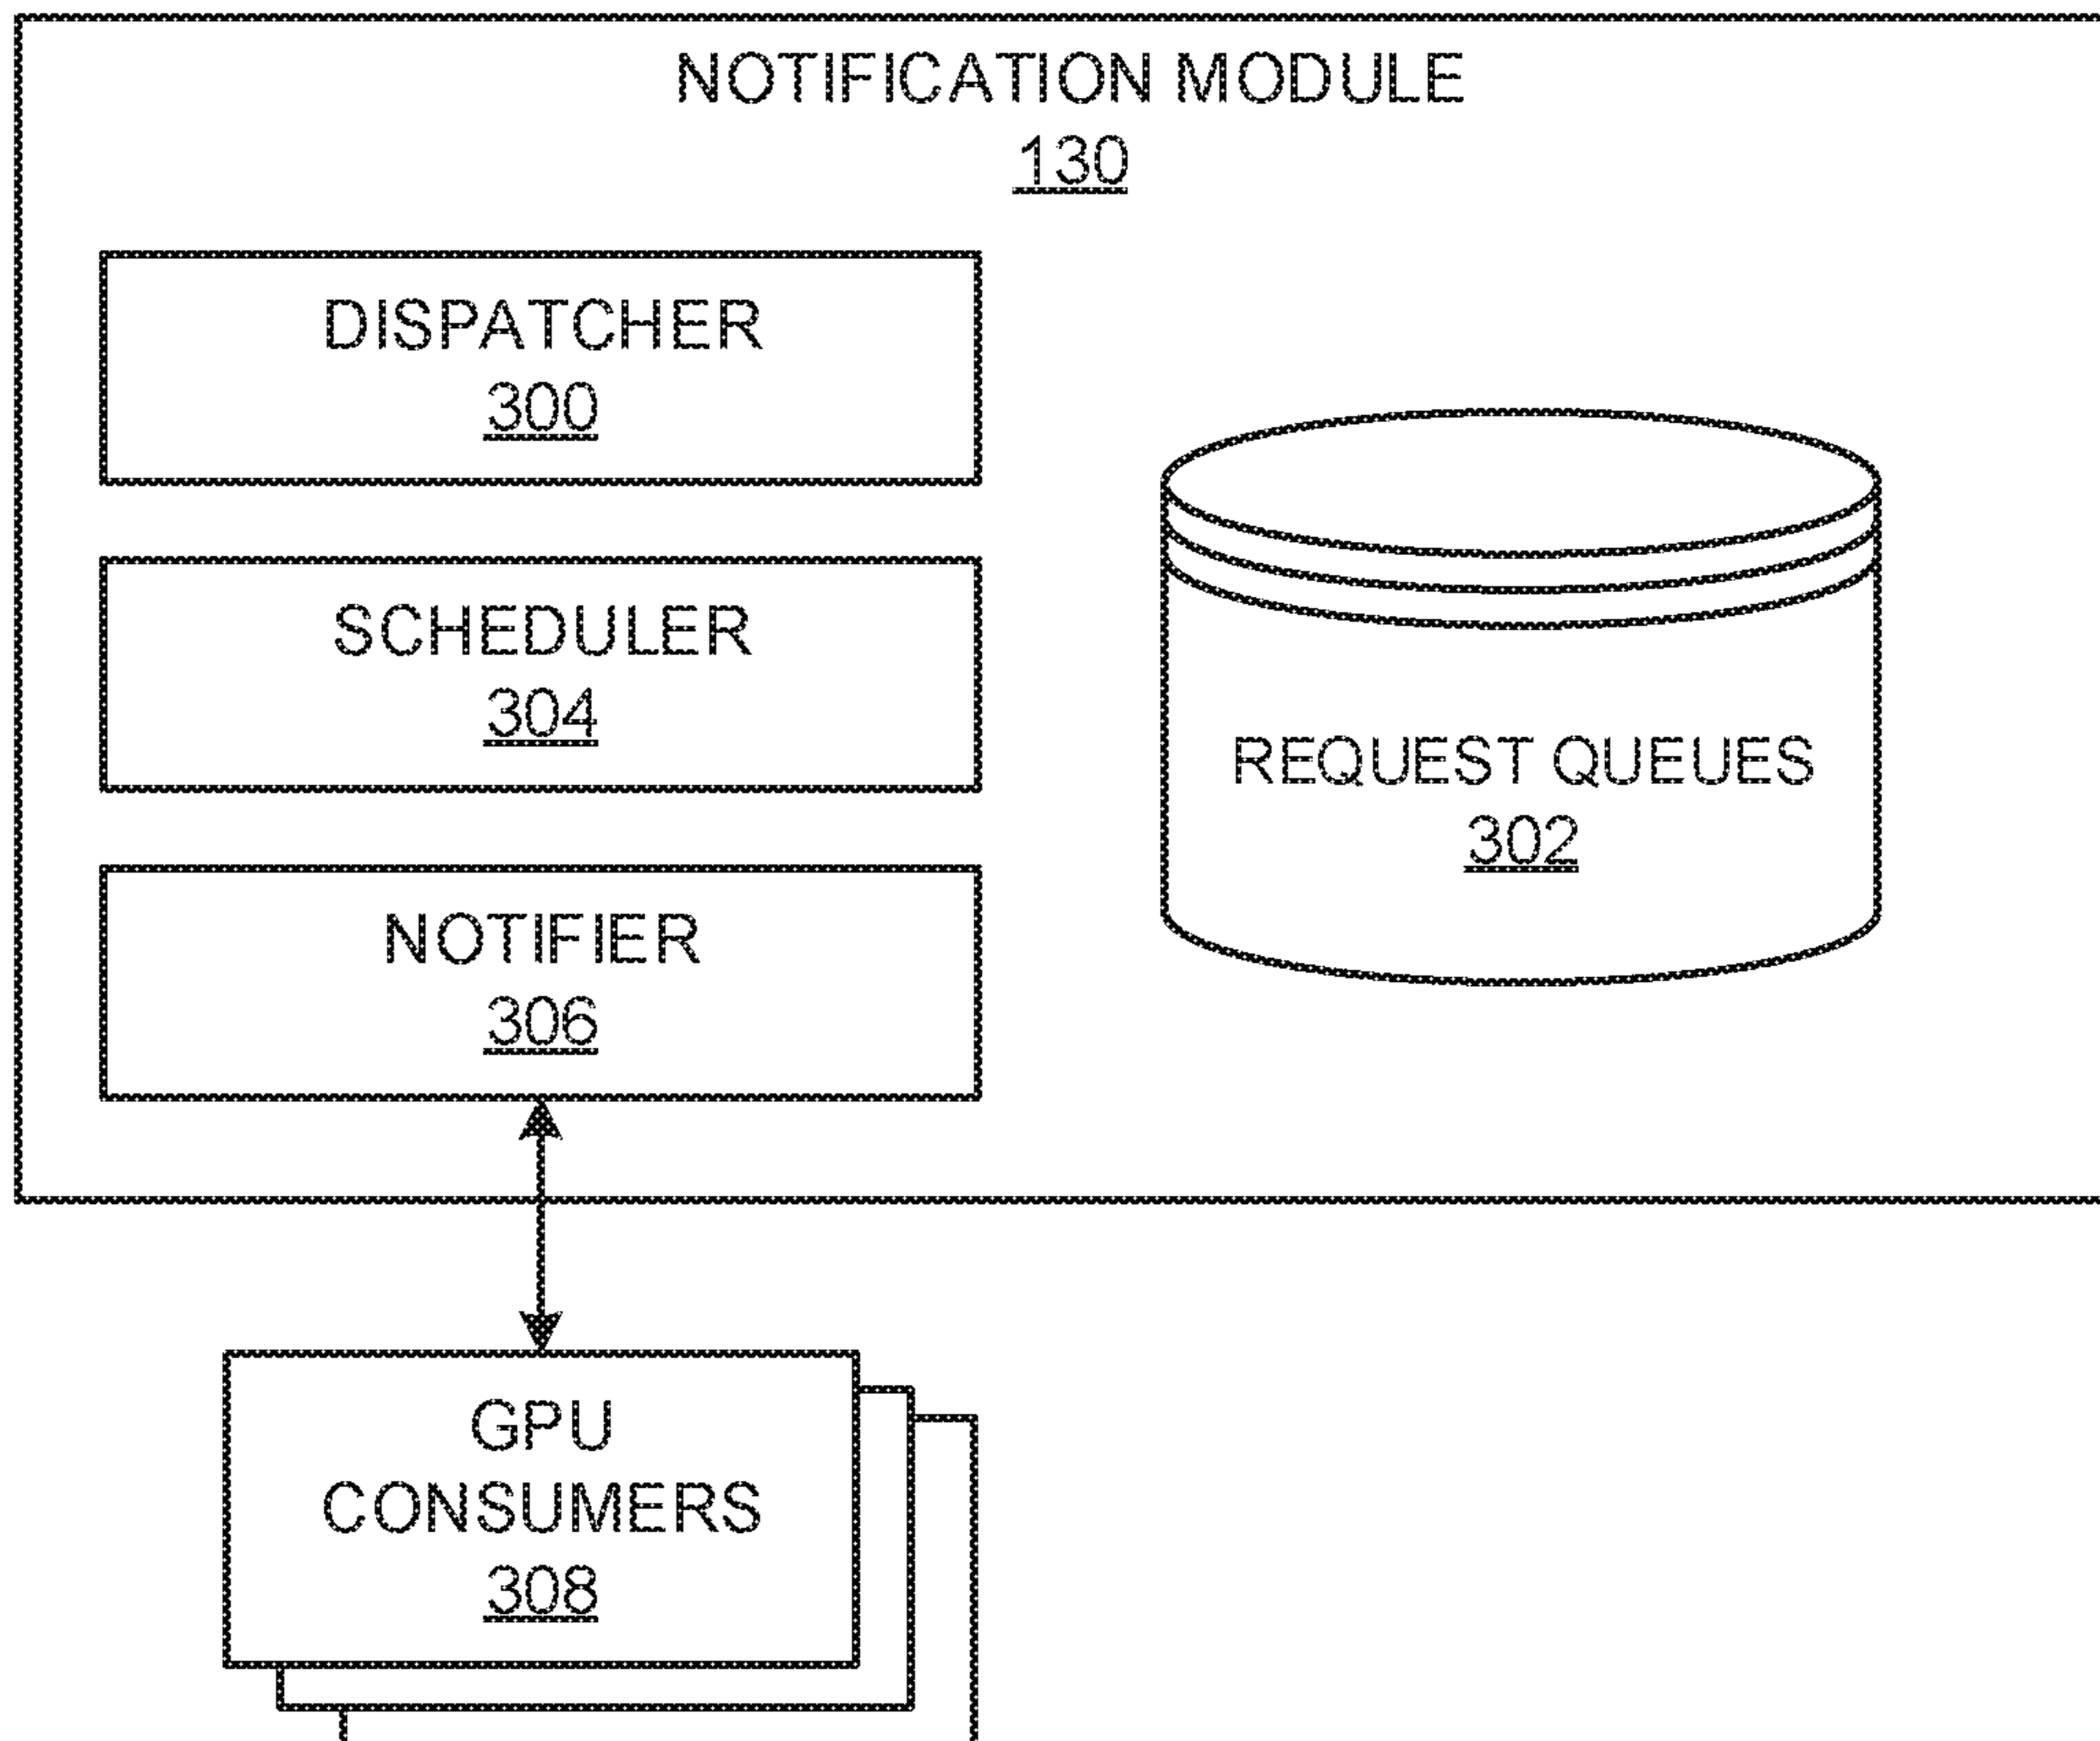 NOTIFICATION MODULE
130
DISPATCHER
300
SCHEDULER
304
NOTIFIER
306
REQUEST QUEUES
302
GPU
CONSUMERS
308